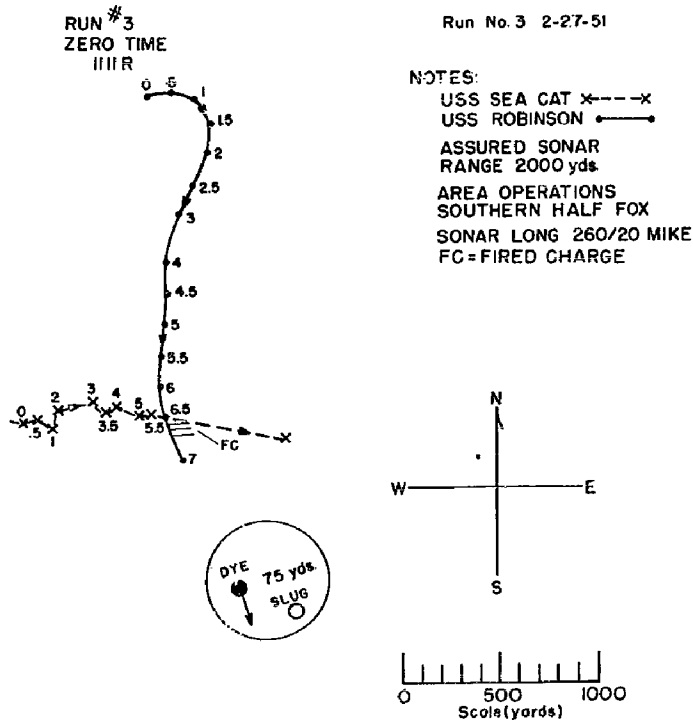 RUN #3
ZERO TIME
1111R
Run No. 3 2-27-51
NOTES:
USS SEA CAT
USS ROBINSON
ASSURED SONAR
RANGE 2000 yds.
AREA OPERATIONS
SOUTHERN HALF FOX
SONAR LONG 260/20 MIKE
FC=FIRED CHARGE
0
.5
1
1.5
2
2.5
3
4
4.5
5
5.5
6
6.5
7
FC
0
.5
1
2
3
3.5
4
5
5.5
N
W
E
S
DYE
75 yds.
SLUG
0 500 1000
Scale(yards)